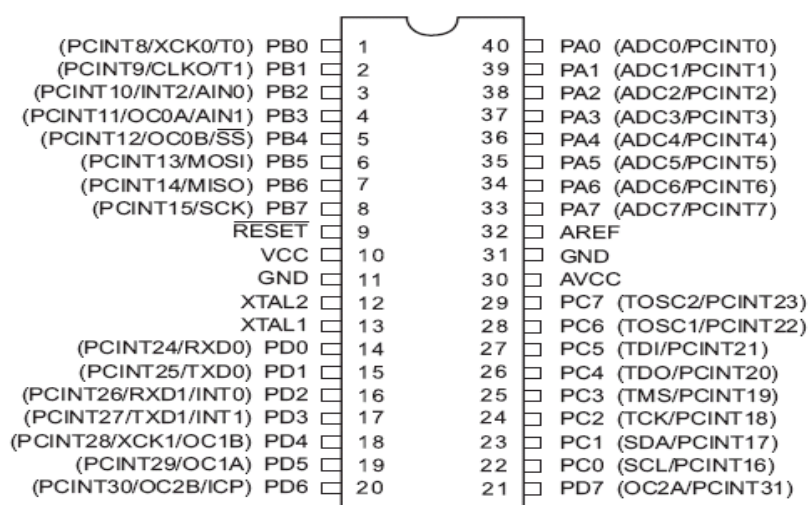 (PCINT8/XCK0/T0) PB0 1 40 PA0 (ADC0/PCINT0)
(PCINT9/CLKO/T1) PB1 2 39 PA1 (ADC1/PCINT1)
(PCINT10/INT2/AIN0) PB2 3 38 PA2 (ADC2/PCINT2)
(PCINT11/OC0A/AIN1) PB3 4 37 PA3 (ADC3/PCINT3)
(PCINT12/OC0B/SS) PB4 5 36 PA4 (ADC4/PCINT4)
(PCINT13/MOSI) PB5 6 35 PA5 (ADC5/PCINT5)
(PCINT14/MISO) PB6 7 34 PA6 (ADC6/PCINT6)
(PCINT15/SCK) PB7 8 33 PA7 (ADC7/PCINT7)
RESET 9 32 AREF
VCC 10 31 GND
GND 11 30 AVCC
XTAL2 12 29 PC7 (TOSC2/PCINT23)
XTAL1 13 28 PC6 (TOSC1/PCINT22)
(PCINT24/RXD0) PD0 14 27 PC5 (TDI/PCINT21)
(PCINT25/TXD0) PD1 15 26 PC4 (TDO/PCINT20)
(PCINT26/RXD1/INT0) PD2 16 25 PC3 (TMS/PCINT19)
(PCINT27/TXD1/INT1) PD3 17 24 PC2 (TCK/PCINT18)
(PCINT28/XCK1/OC1B) PD4 18 23 PC1 (SDA/PCINT17)
(PCINT29/OC1A) PD5 19 22 PC0 (SCL/PCINT16)
(PCINT30/OC2B/ICP) PD6 20 21 PD7 (OC2A/PCINT31)